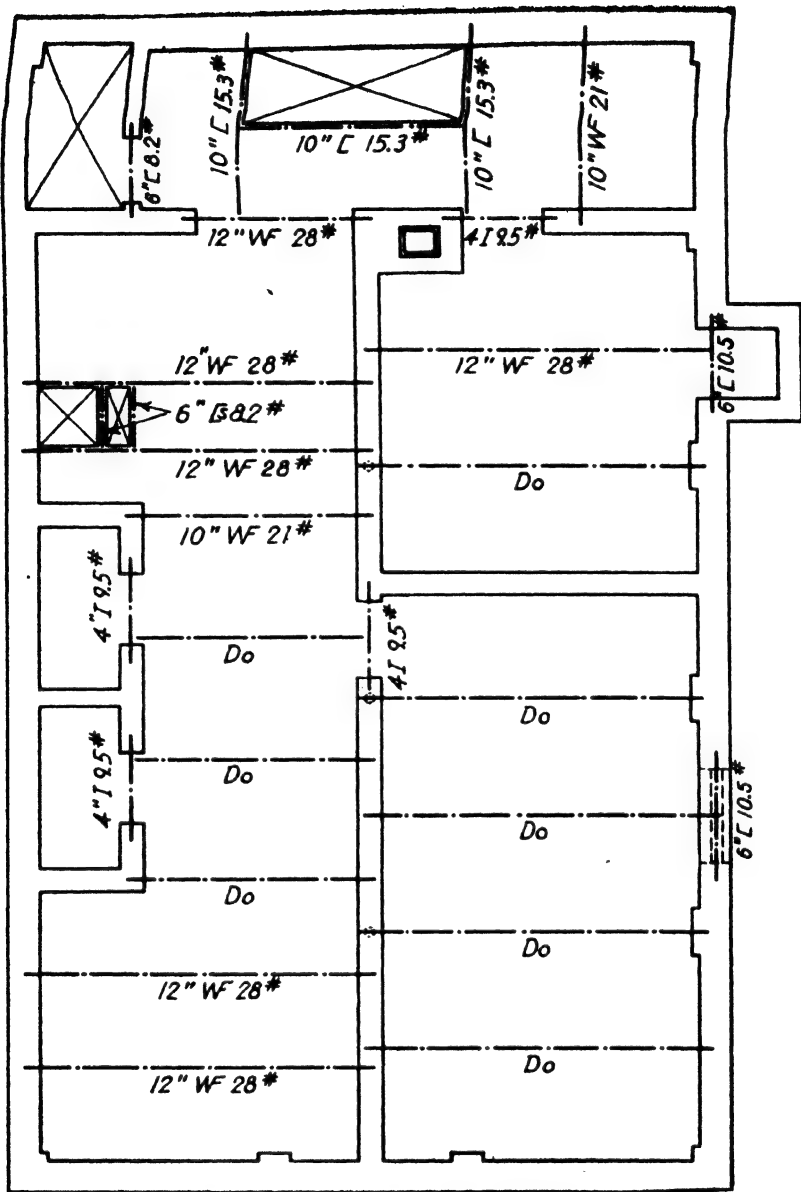 10" [ 15.3#
10" [ 15.3#
10" WF 21#
6" [ 8.2#
10" [ 15.3#
12" WF 28#
4 I 9.5#
12" WF 28#
12" WF 28#
6" [ 10.5#
6" [s 8.2#
12" WF 28#
Do
10" WF 21#
4" I 9.5#
Do
4 I 9.5#
Do
4" I 9.5#
Do
Do
6" [ 10.5#
Do
Do
12" WF 28#
Do
12" WF 28#